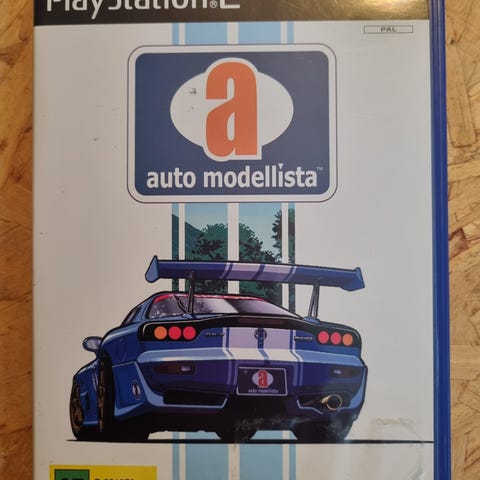 PlayStation®2
PAL
a
auto modellista™
a
auto modellista